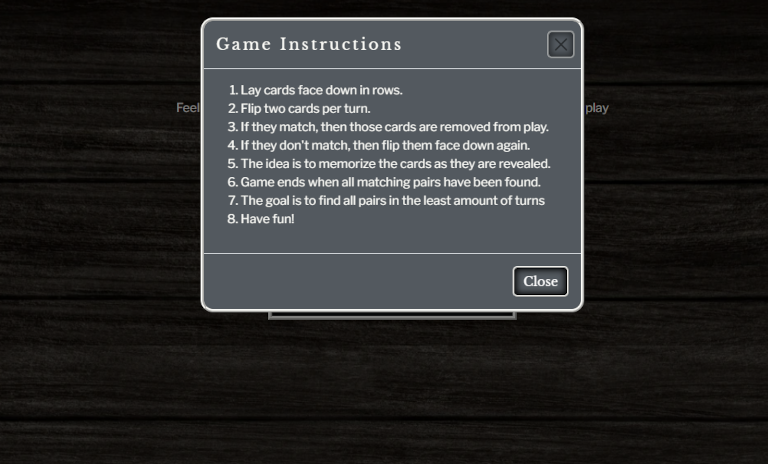 Game Instructions
1. Lay cards face down in rows.
Feel
2. Flip two cards per turn.
play
3. If they match, then those cards are removed from play.
4. If they don't match, then flip them face down again.
5. The idea is to memorize the cards as they are revealed.
6. Game ends when all matching pairs have been found.
7. The goal is to find all pairs in the least amount of turns
8. Have fun!
Close